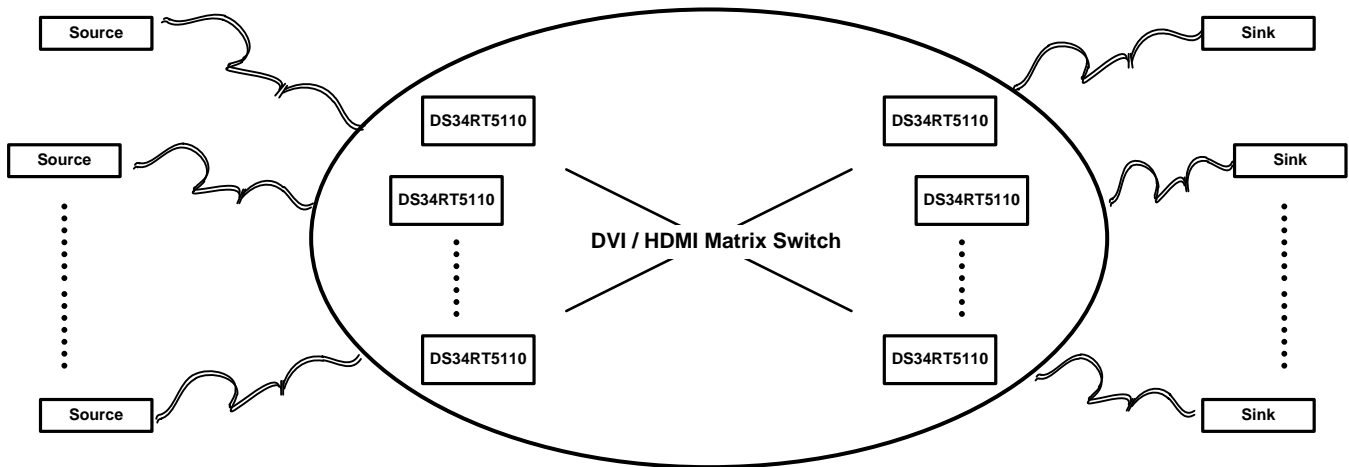 Source
Sink
DS34RT5110
DS34RT5110
Source
Sink
DS34RT5110
DS34RT5110
DVI / HDMI Matrix Switch
DS34RT5110
DS34RT5110
Source
Sink